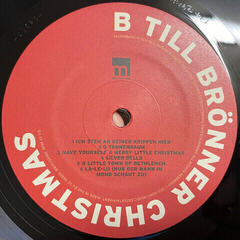 B TILL BRÖNNER CHRISTMAS
m
1 ICH STEH AN DEINER KRIPPEN HIER
2 O TANNENBAUM
3 HAVE YOURSELF A MERRY LITTLE CHRISTMAS
4 SILVER BELLS
5 O LITTLE TOWN OF BETHLEHEM
6 LA-LE-LU (NUR DER MANN IM
MOND SCHAUT ZU)